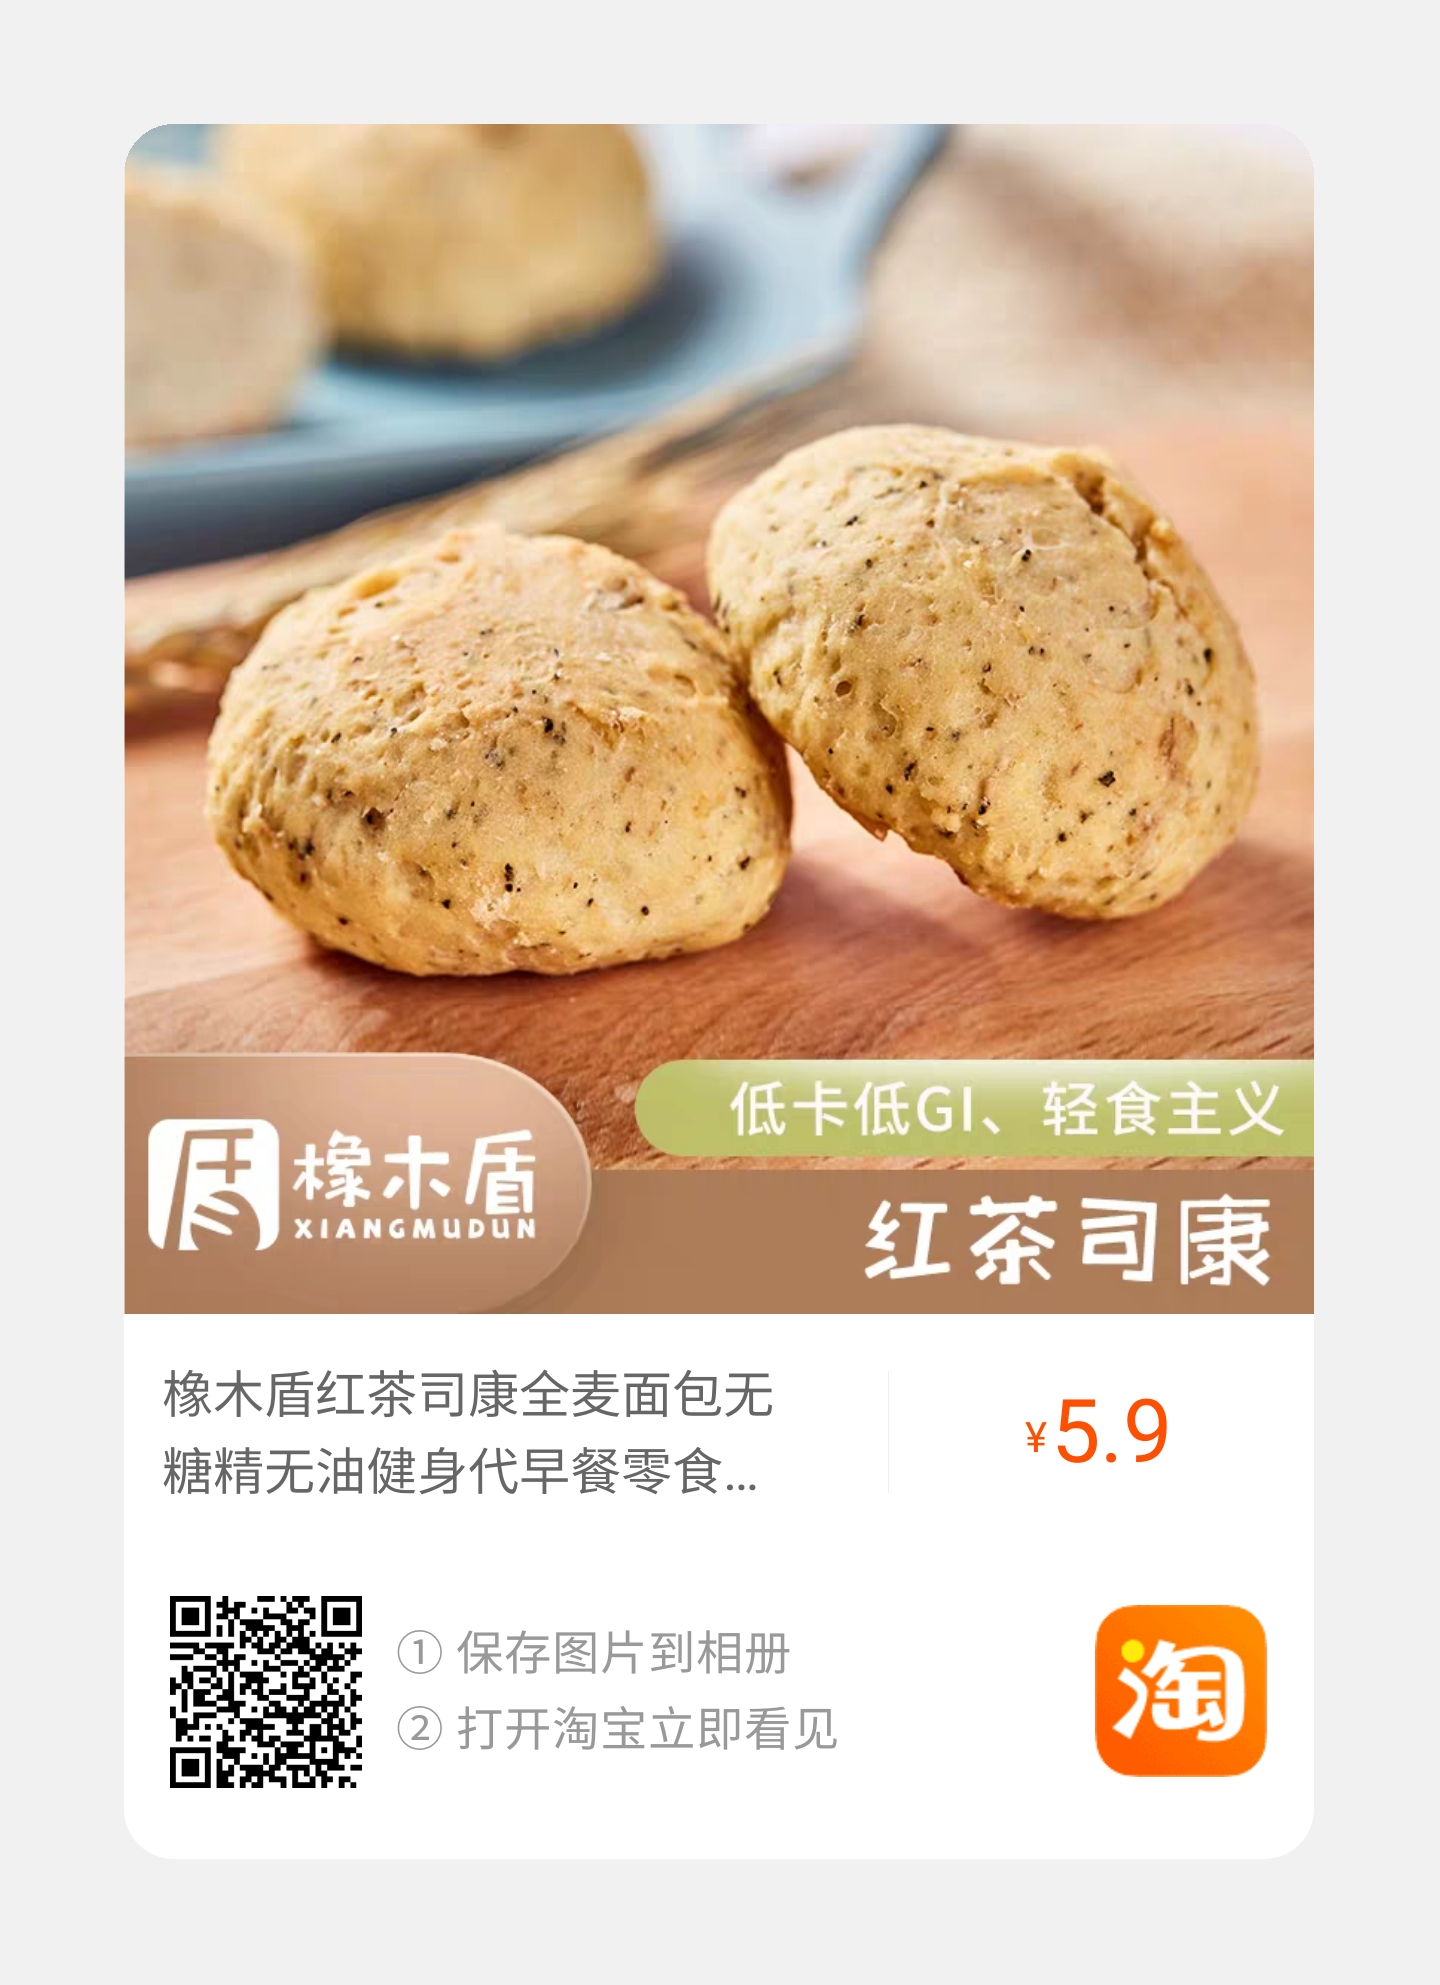 低卡低GI、轻食主义
橡木盾
XIANGMUDUN
红茶司康
橡木盾红茶司康全麦面包无
糖精无油健身代早餐零食...
¥5.9
① 保存图片到相册
② 打开淘宝立即看见
淘